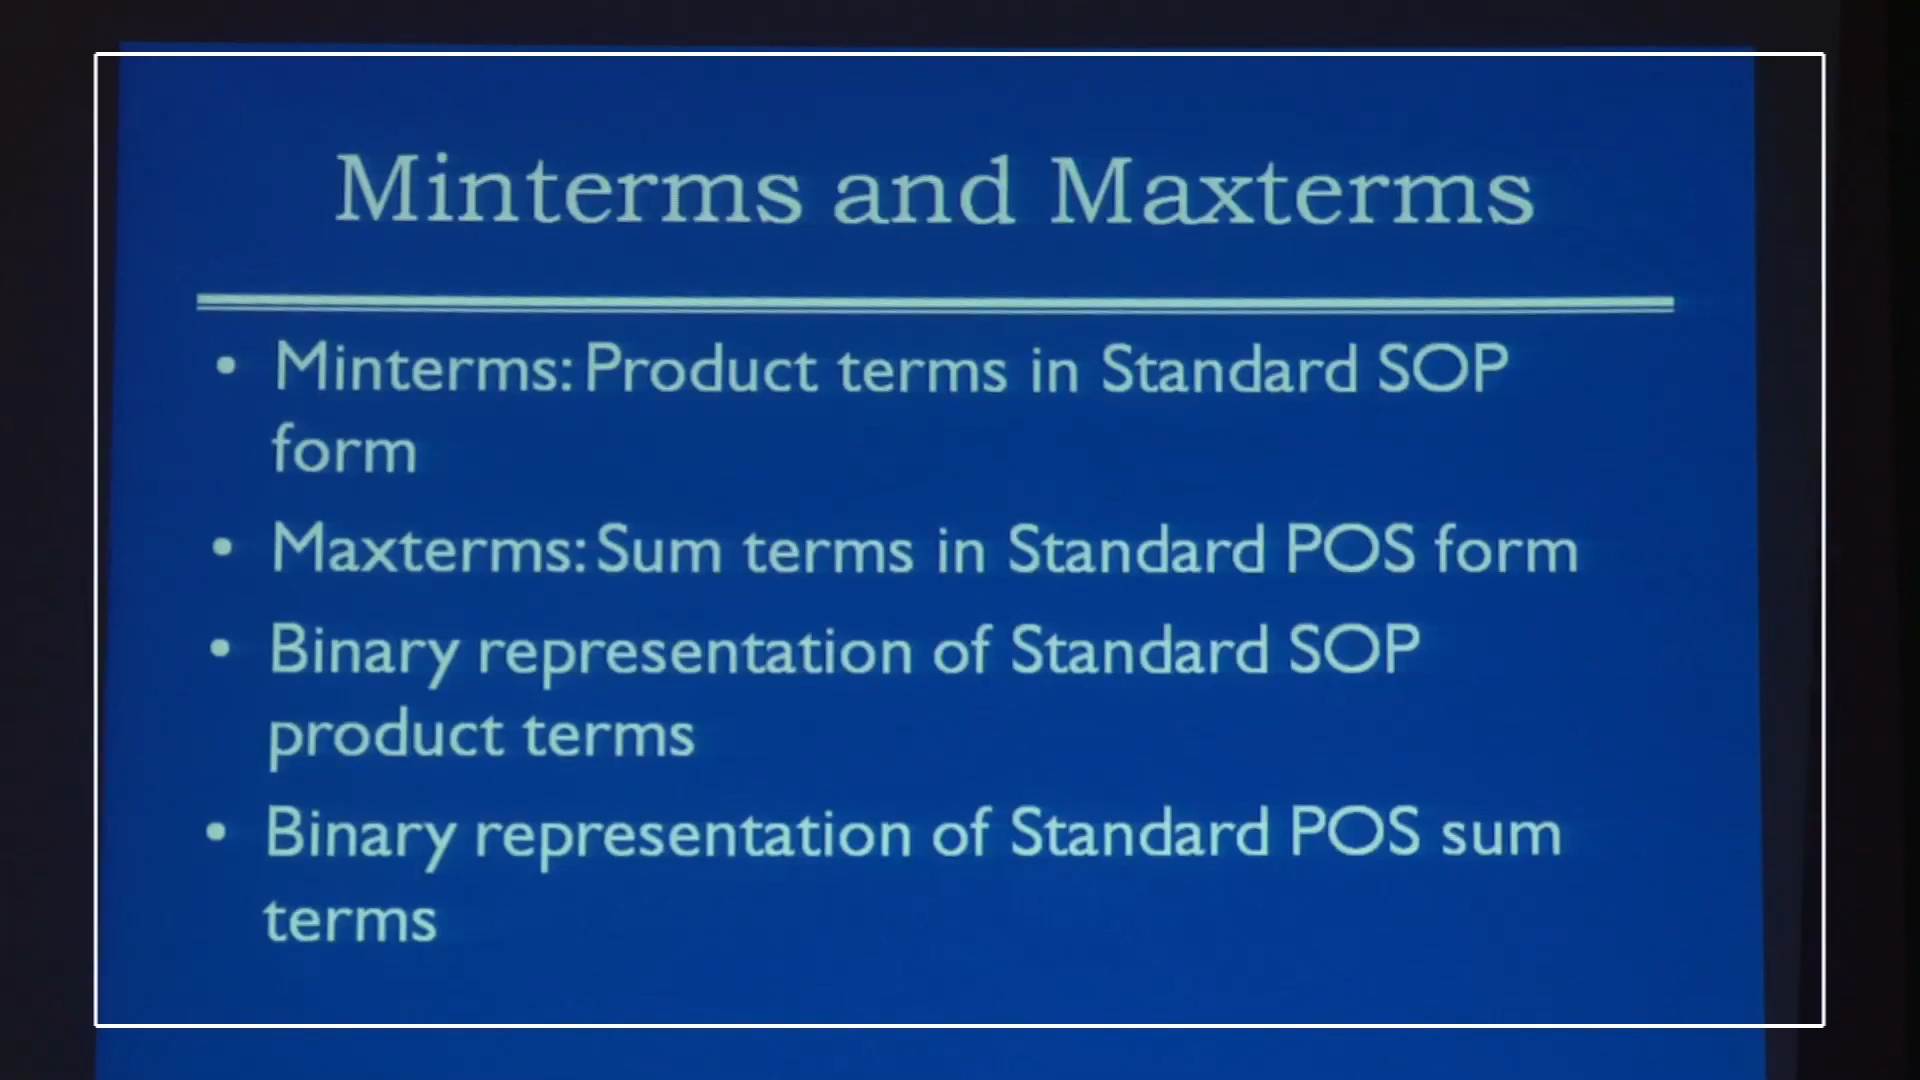 Minterms and Maxterms
• Minterms: Product terms in Standard SOP
form
• Maxterms: Sum terms in Standard POS form
• Binary representation of Standard SOP
product terms
• Binary representation of Standard POS sum
terms